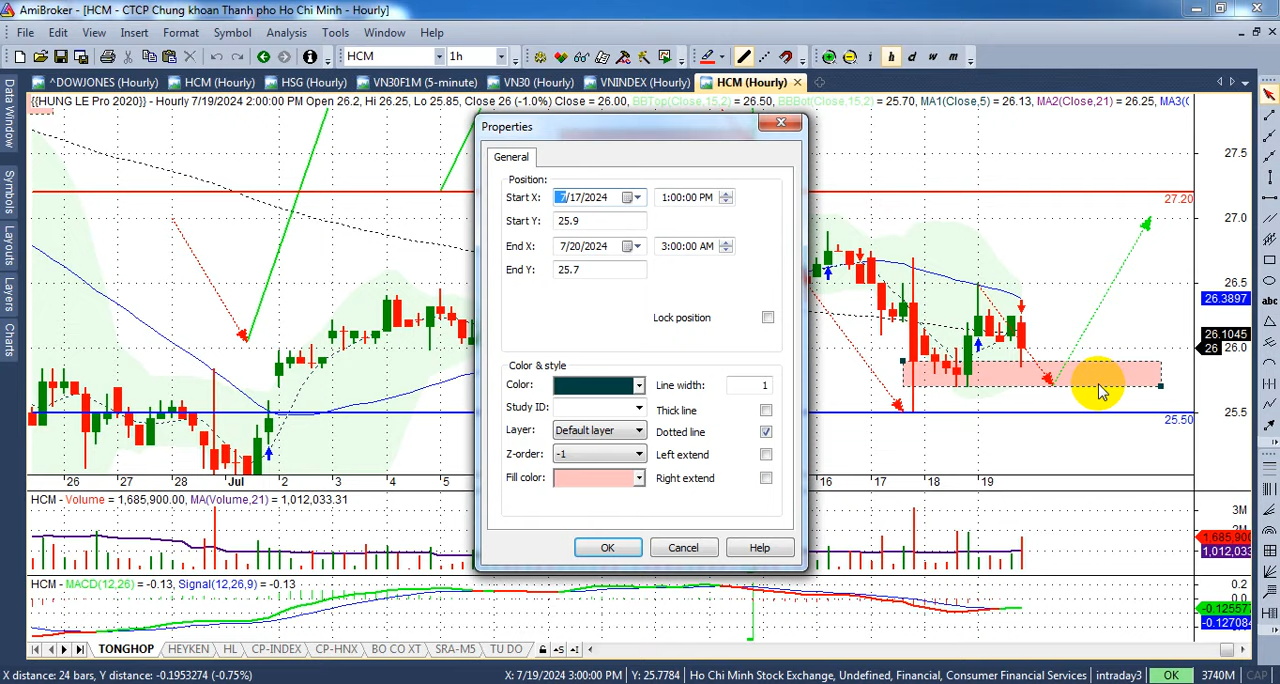 AmiBroker - [HCM - CTCP Chung khoan Thanh pho Ho Chi Minh - Hourly]
File Edit View Insert Format Symbol Analysis Tools Window Help
HCM 1h i h d w m
^DOWJONES (Hourly) HCM (Hourly) HSG (Hourly) VN30F1M (5-minute) VN30 (Hourly) VNINDEX (Hourly) HCM (Hourly)
{{HUNG LE Pro 2020}} - Hourly 7/19/2024 2:00:00 PM Open 26.2, Hi 26.25, Lo 25.85, Close 26 (-1.0%) Close = 26.00, BBTop(Close,15,2) = 26.50, BBBot(Close,15,2) = 25.70, MA1(Close,5) = 26.13, MA2(Close,21) = 26.25, MA3(C
Data Window
Symbols
Layouts
Layers
Charts
abc
Properties
General
Position:
Start X: 7/17/2024 1:00:00 PM
Start Y: 25.9
End X: 7/20/2024 3:00:00 AM
End Y: 25.7
Lock position
Color & style
Color: Line width: 1
Study ID: Thick line
Layer: Default layer Dotted line
Z-order: -1 Left extend
Fill color: Right extend
OK Cancel Help
27.5
27.20
27.0
26.5
26.3897
26.1045
26 26.0
25.5
25.50
26 27 28 Jul 2 3 4 5 16 17 18 19
HCM - Volume = 1,685,900.00, MA(Volume,21) = 1,012,033.31
3M
2M
1,685,900
1,012,033
HCM - MACD(12,26) = -0.13, Signal(12,26,9) = -0.13
0.2
0.0
-0.125577
-0.127084
TONGHOP HEYKEN HL CP-INDEX CP-HNX BO CO XT SRA-M5 TU DO
X distance: 24 bars, Y distance: -0.1953274 (-0.75%) X: 7/19/2024 3:00:00 PM Y: 25.7784 Ho Chi Minh Stock Exchange, Undefined, Financial, Consumer Financial Services intraday3 OK 3740M CAP